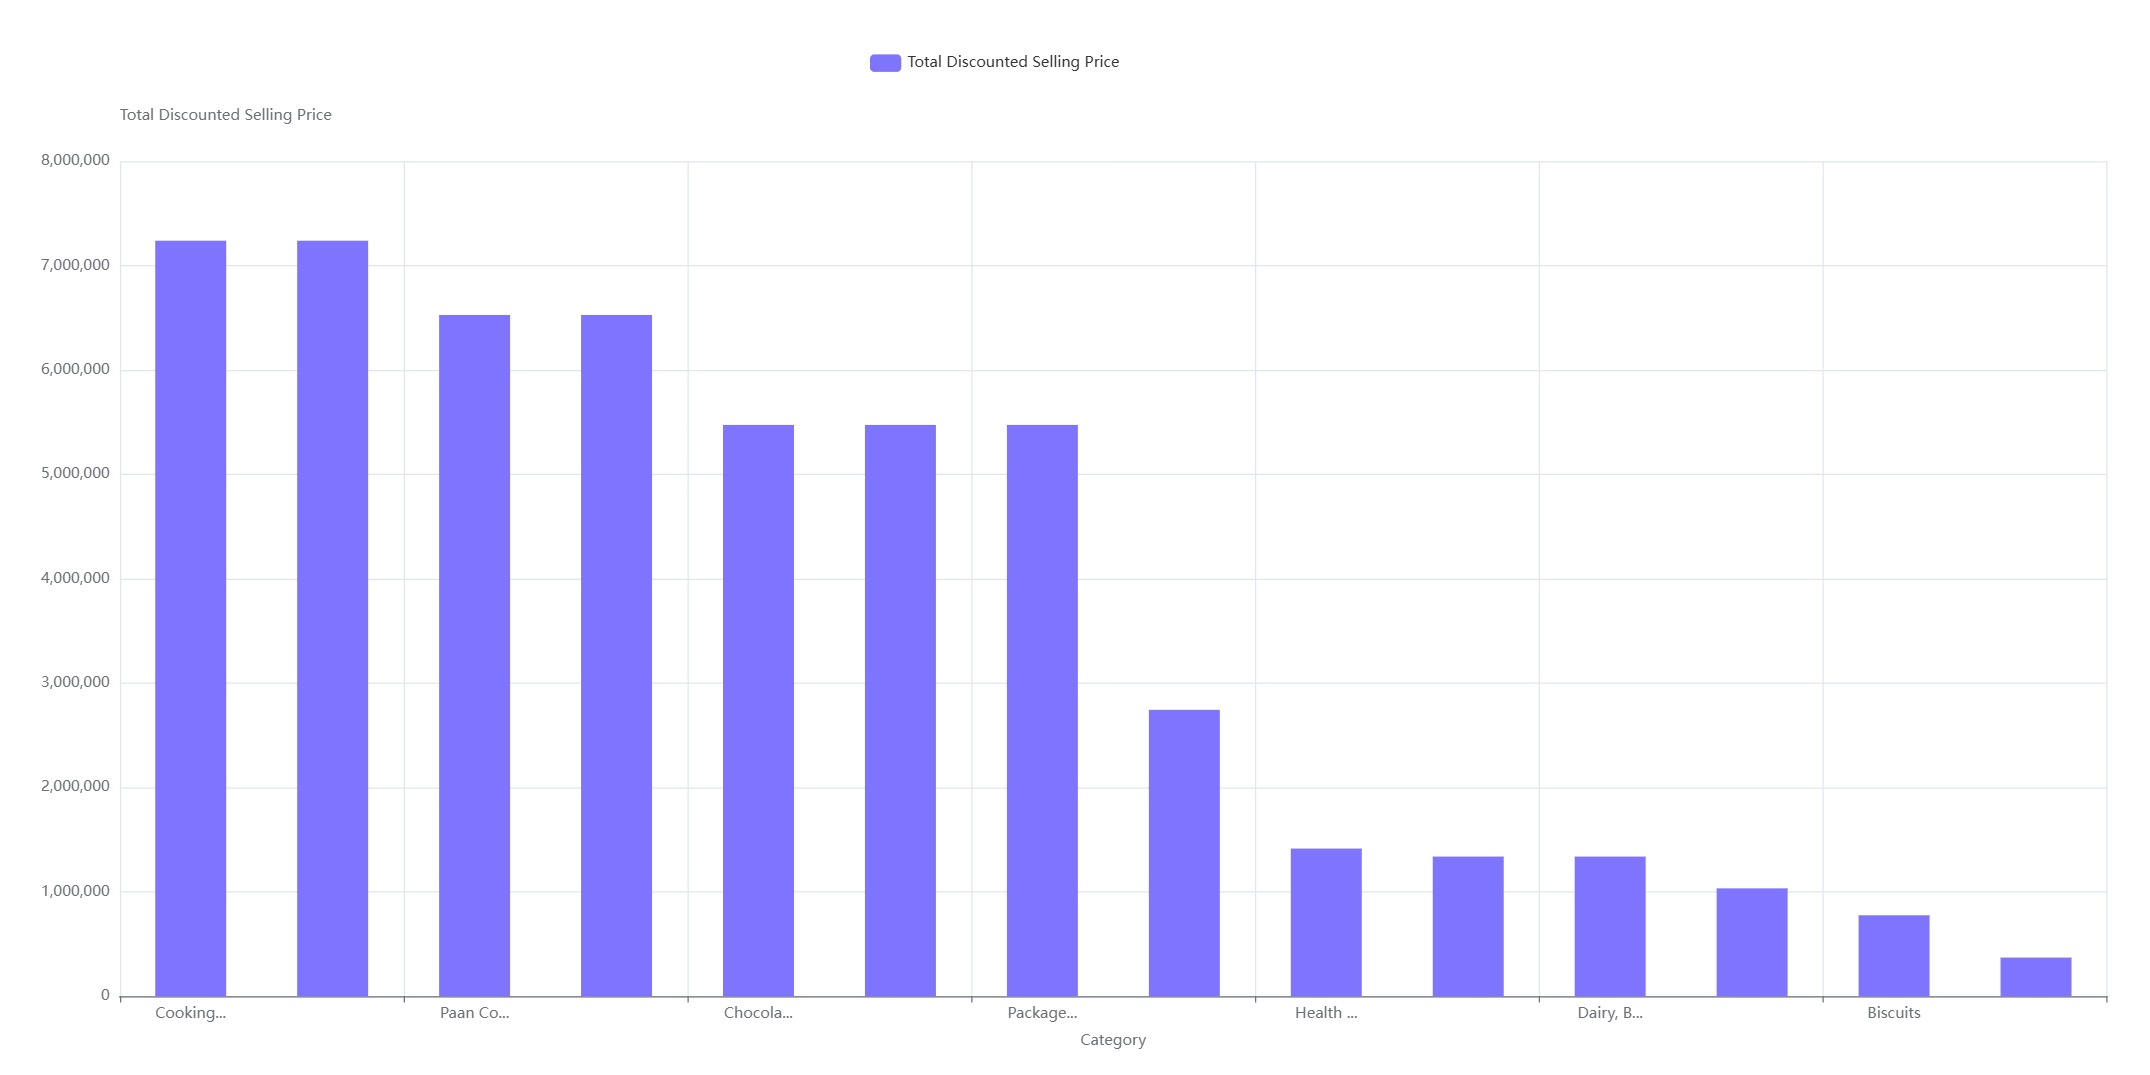 Total Discounted Selling Price
Total Discounted Selling Price
8,000,000
7,000,000
6,000,000
5,000,000
4,000,000
3,000,000
2,000,000
1,000,000
0
Cooking... Paan Co... Chocola... Package... Health ... Dairy, B... Biscuits
Category